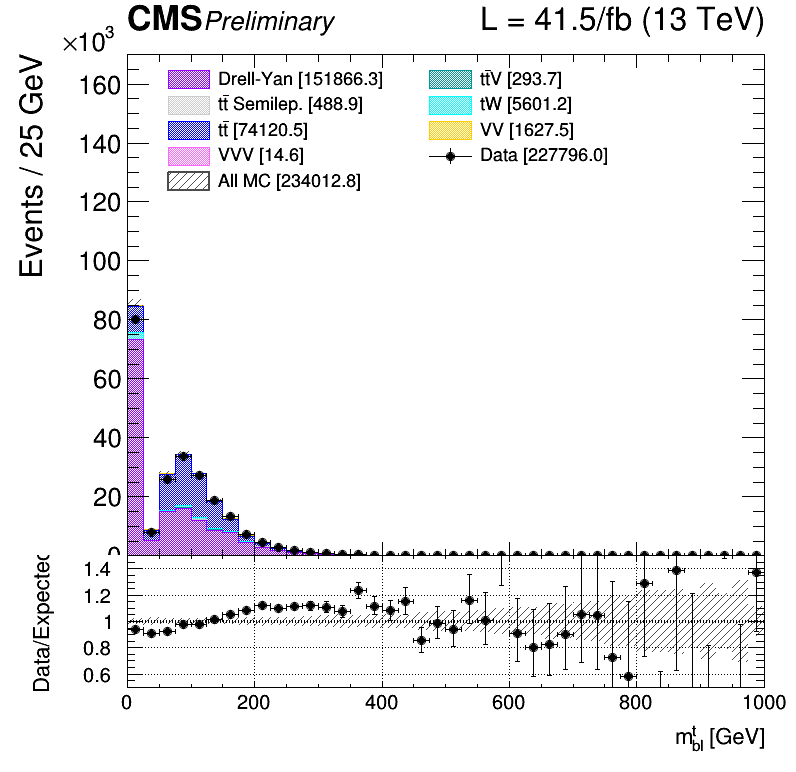 CMS Preliminary L = 41.5/fb (13 TeV)
×10³
Events / 25 GeV
160
140
120
100
80
60
40
20
0
Drell-Yan [151866.3]
tt̄ Semilep. [488.9]
tt̄ [74120.5]
VVV [14.6]
All MC [234012.8]
tt̄V [293.7]
tW [5601.2]
VV [1627.5]
Data [227796.0]
Data/Expected
1.4
1.2
1
0.8
0.6
0 200 400 600 800 1000
m^t_bl [GeV]